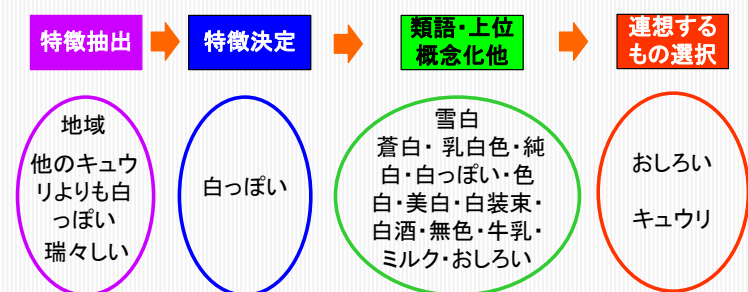 特徴抽出
特徴決定
類語・上位
概念化他
連想する
もの選択
地域
他のキュウ
リよりも白
っぽい
瑞々しい
白っぽい
雪白
蒼白・ 乳白色・純
白・白っぽい・色
白・美白・白装束・
白酒・無色・牛乳・
ミルク・おしろい
おしろい
キュウリ